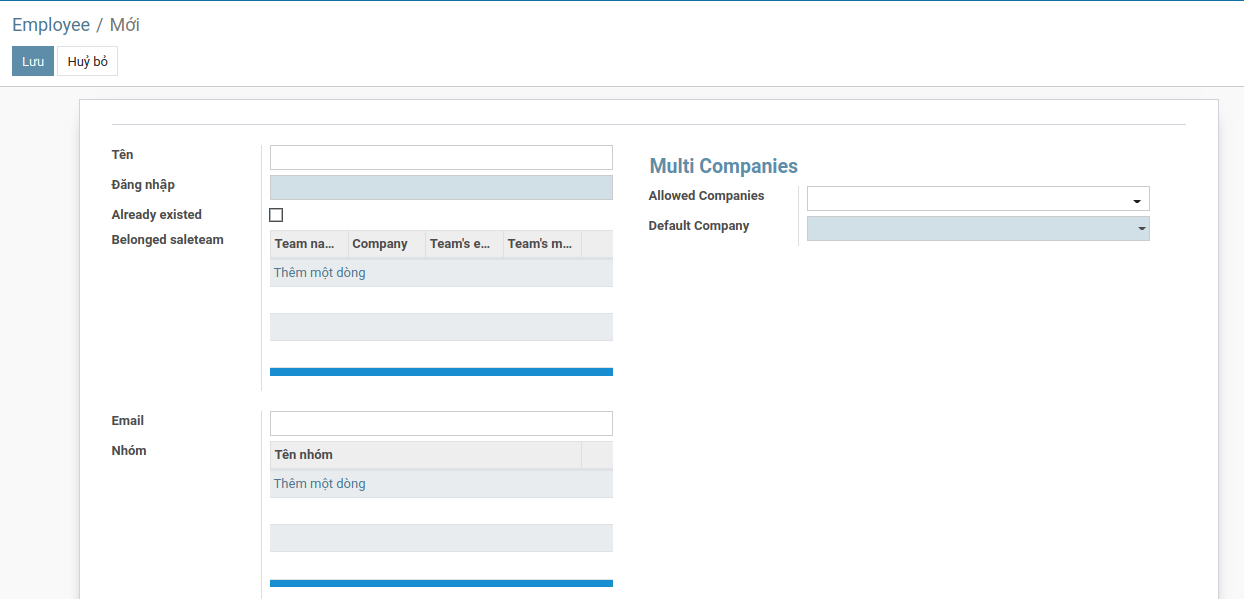 Employee / Mới
Lưu Huỷ bỏ
Tên
Đăng nhập
Already existed
Belonged saleteam
Team na... Company Team's e... Team's m...
Thêm một dòng
Multi Companies
Allowed Companies
Default Company
Email
Nhóm
Tên nhóm
Thêm một dòng